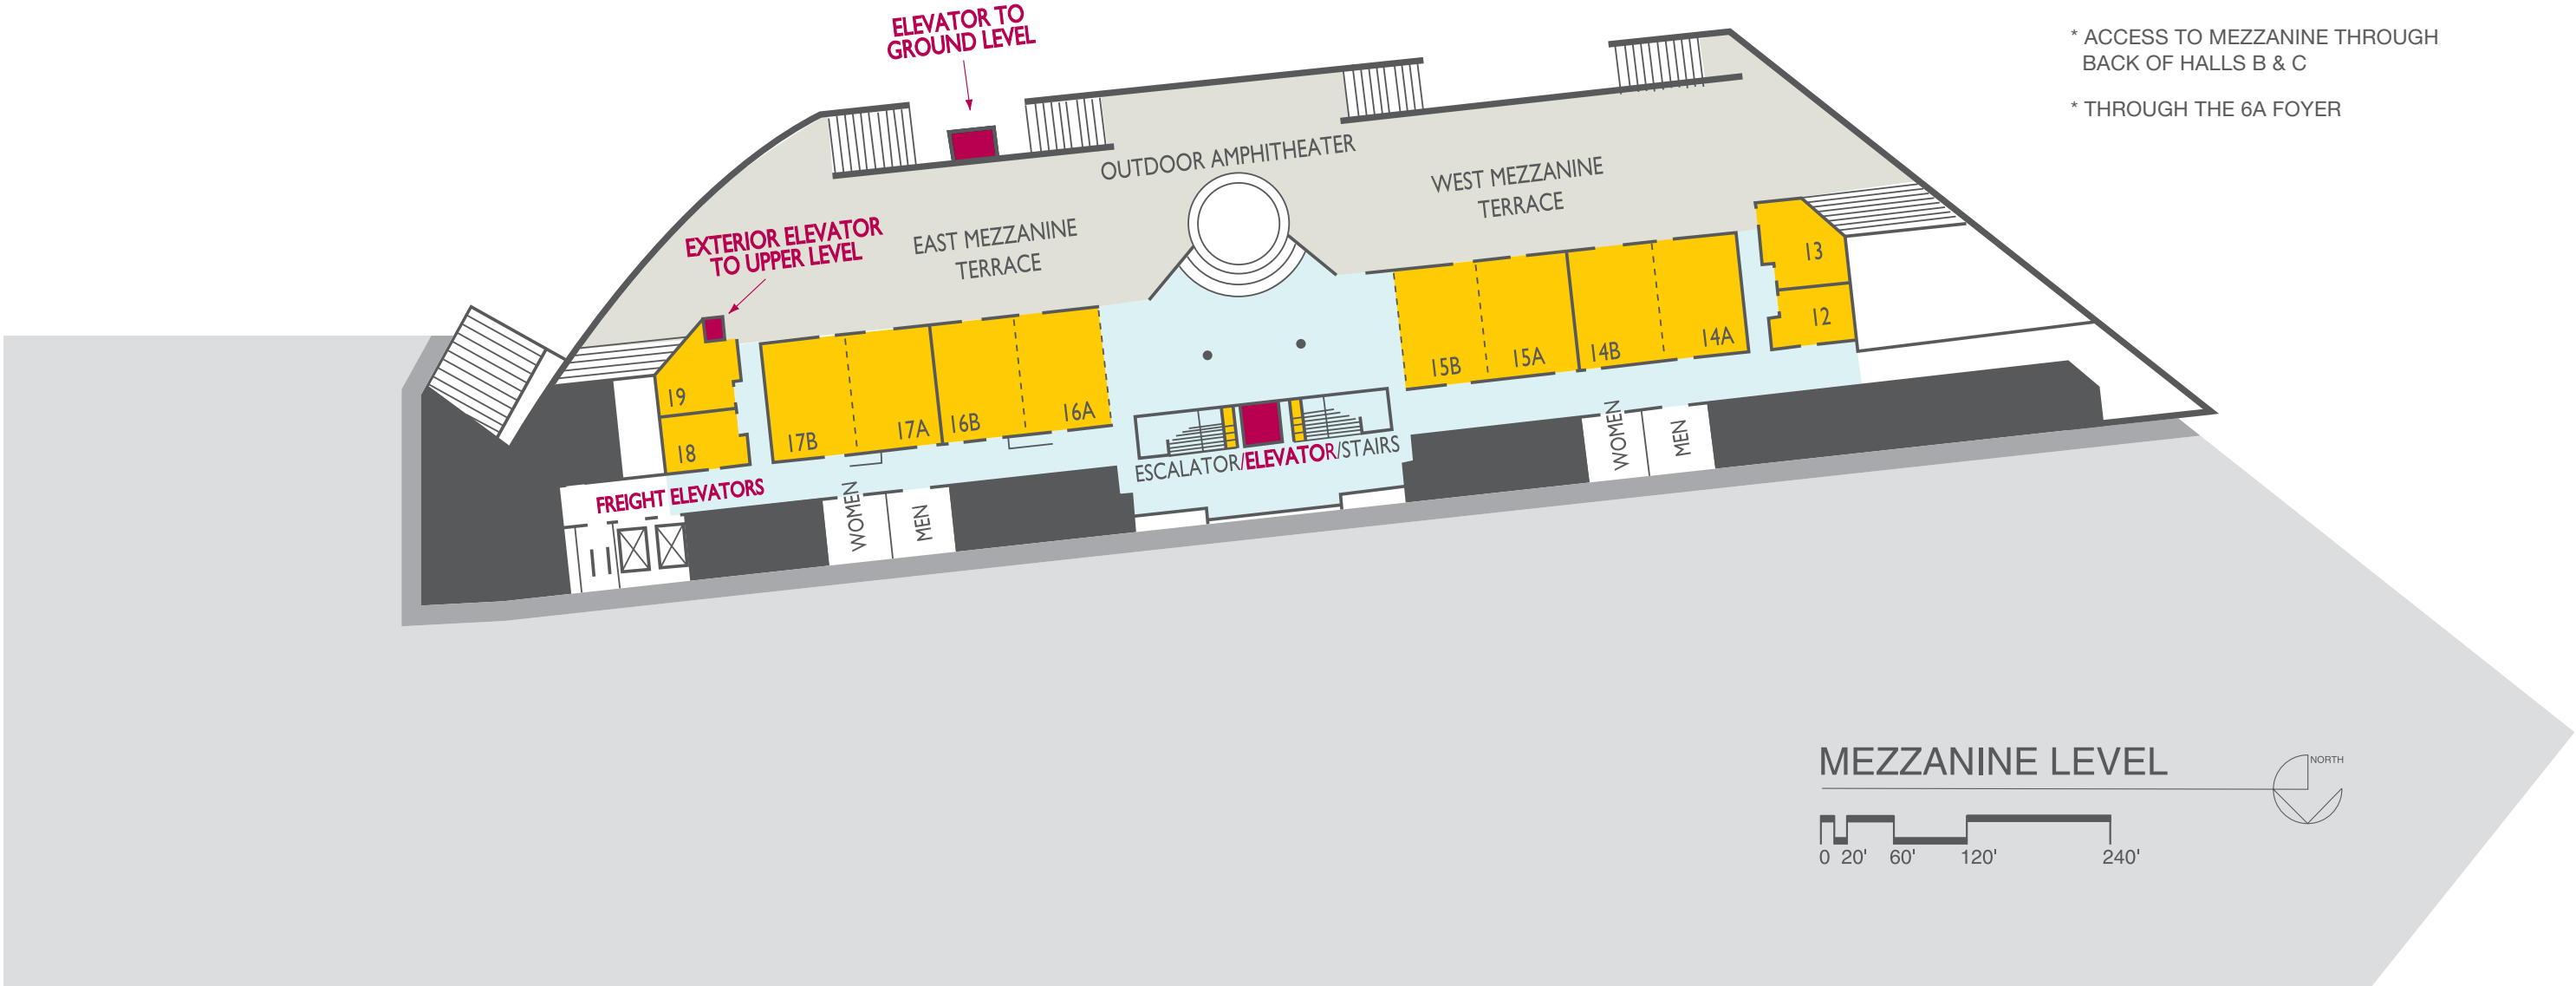 ELEVATOR TO
GROUND LEVEL
* ACCESS TO MEZZANINE THROUGH
BACK OF HALLS B & C
* THROUGH THE 6A FOYER
OUTDOOR AMPHITHEATER
WEST MEZZANINE
TERRACE
EXTERIOR ELEVATOR
TO UPPER LEVEL
EAST MEZZANINE
TERRACE
13
12
14A
14B
15A
15B
16A
16B
17A
17B
19
18
ESCALATOR/ELEVATOR/STAIRS
WOMEN
MEN
FREIGHT ELEVATORS
WOMEN
MEN
MEZZANINE LEVEL
NORTH
0 20' 60' 120' 240'